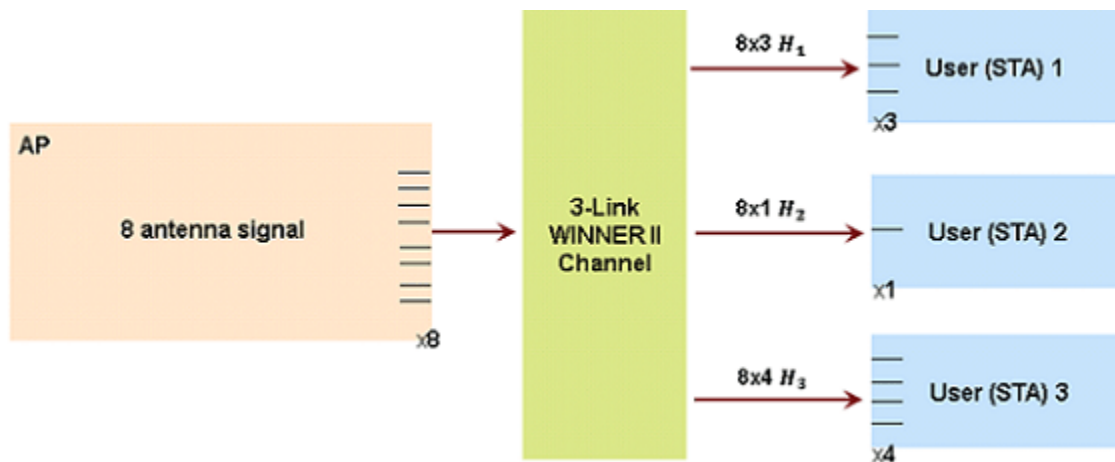 AP
8 antenna signal
x8
3-Link
WINNER II
Channel
8x3 H₁
User (STA) 1
x3
8x1 H₂
User (STA) 2
x1
8x4 H₃
User (STA) 3
x4